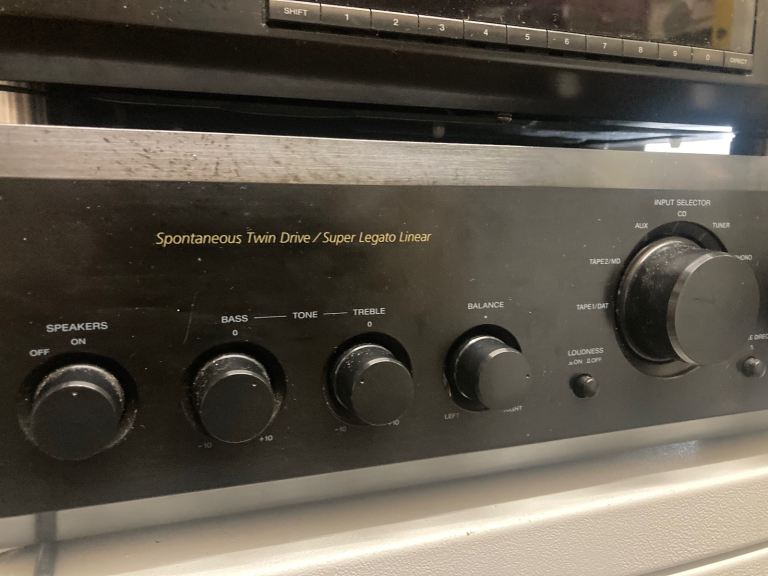 SHIFT 1 2 3 4 5 6 7 8 9 0 DIRECT
INPUT SELECTOR
AUX CD TUNER
TAPE2/MD
TAPE1/DAT
Spontaneous Twin Drive / Super Legato Linear
SPEAKERS
OFF ON
BASS TONE TREBLE
0 0
-10 +10 -10 +10
BALANCE
LEFT
LOUDNESS
ON OFF